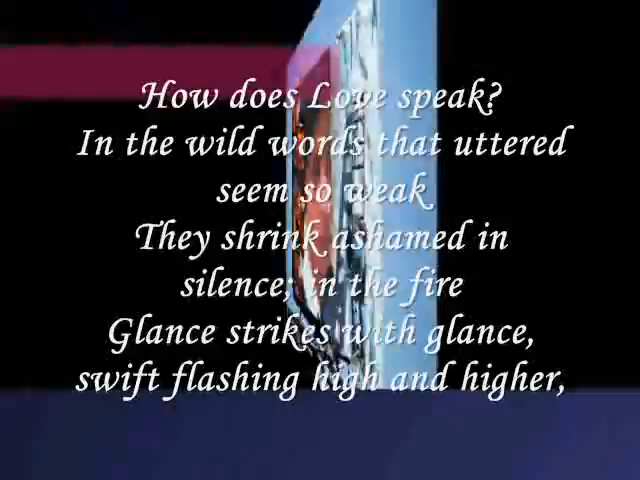 How does Love speak?
In the wild words that uttered
seem so weak
They shrink ashamed in
silence; in the fire
Glance strikes with glance,
swift flashing high and higher,